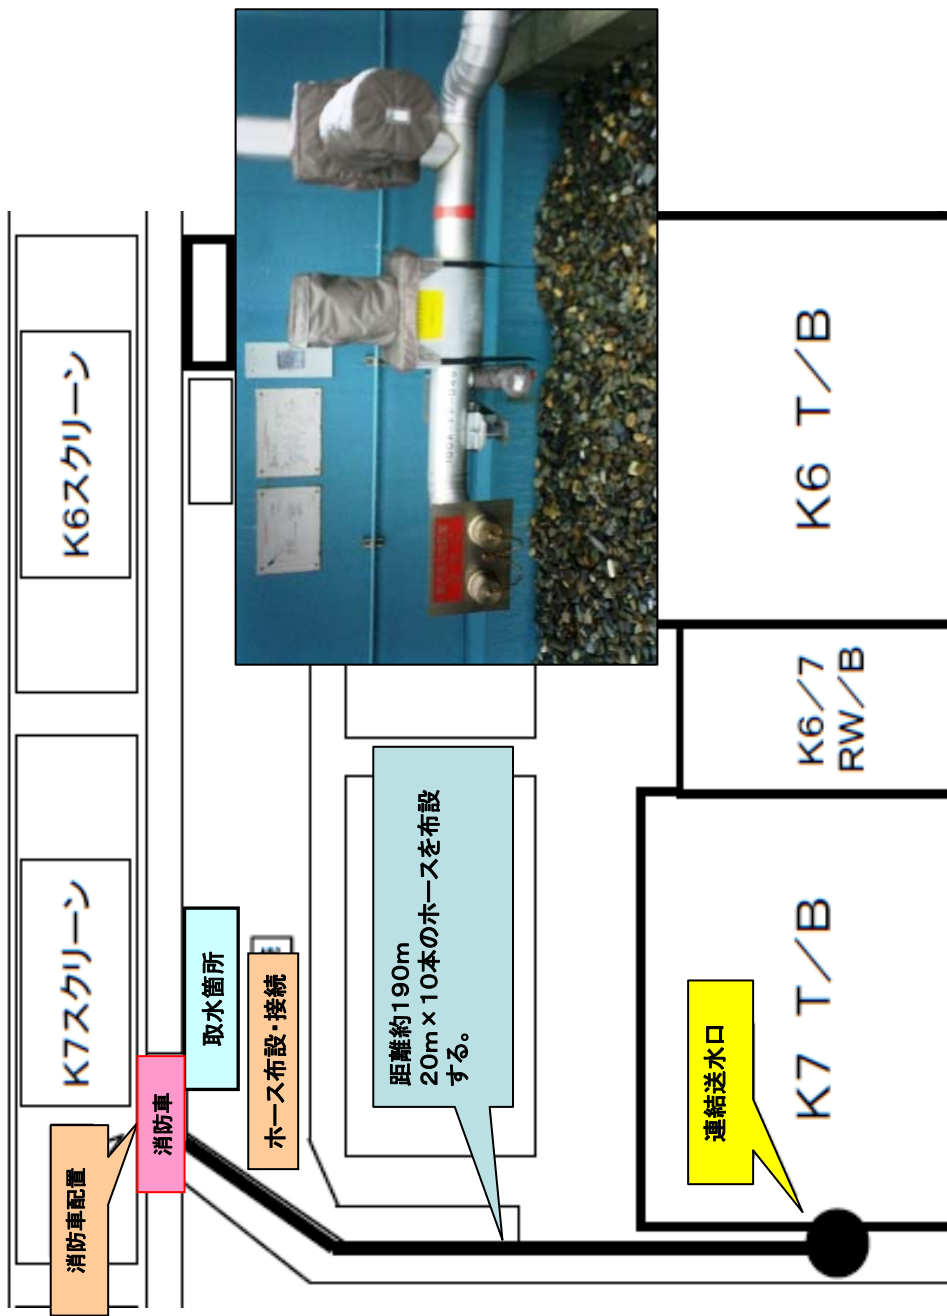 消防車配置
K7スクリーン
K6スクリーン
消防車
取水箇所
ホース布設・接続
距離約190m
20m×10本のホースを布設
する。
連結送水口
K7 T/B
K6/7
RW/B
K6 T/B